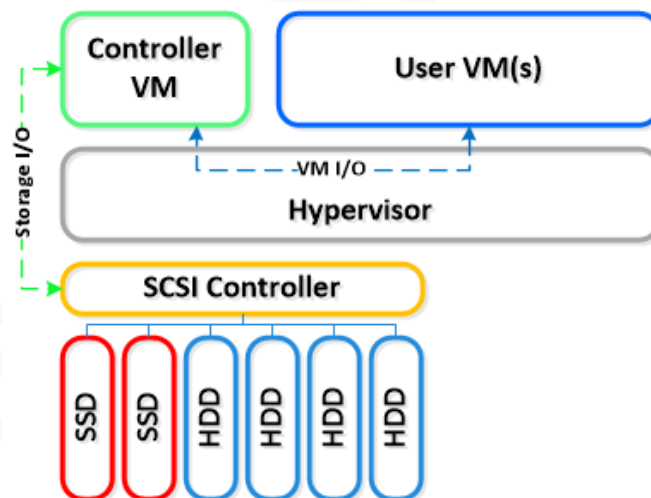 Controller
VM
User VM(s)
Storage I/O
VM I/O
Hypervisor
SCSI Controller
SSD
SSD
HDD
HDD
HDD
HDD